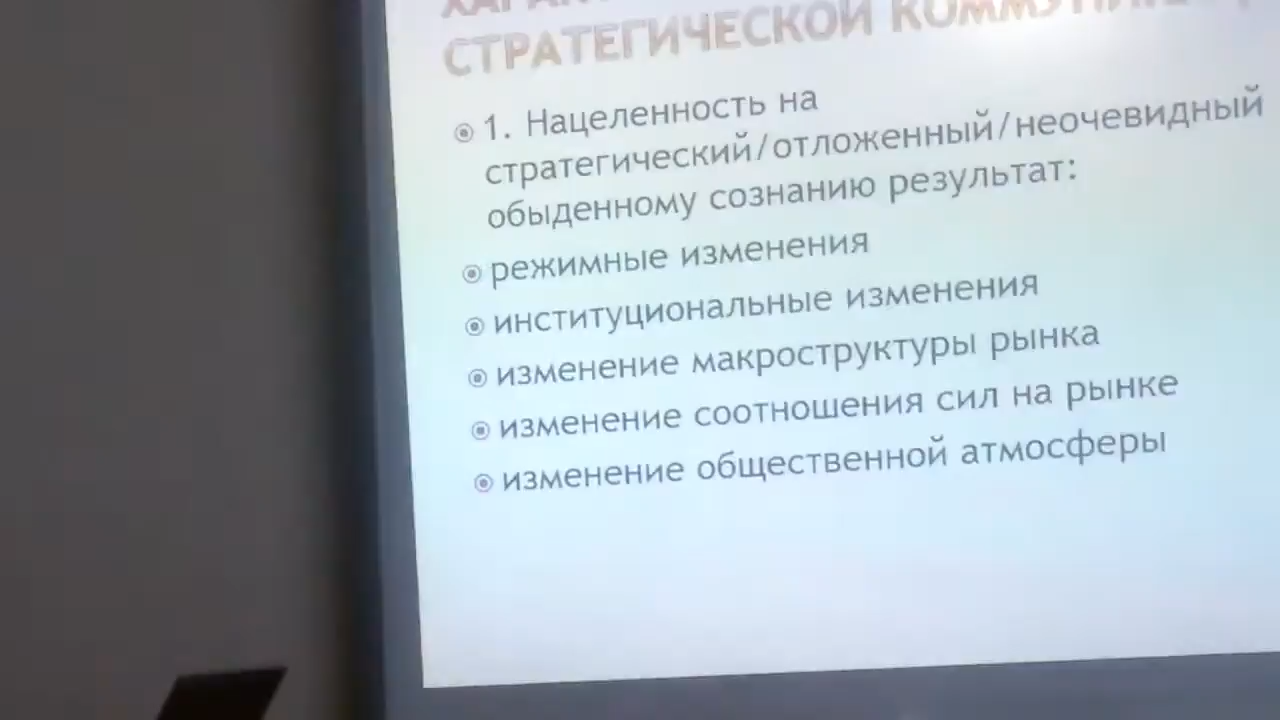 СТРАТЕГИЧЕСКОЙ
1. Нацеленность на
стратегический/отложенный/неочевидный
обыденному сознанию результат:
режимные изменения
институциональные изменения
изменение макроструктуры рынка
изменение соотношения сил на рынке
изменение общественной атмосферы